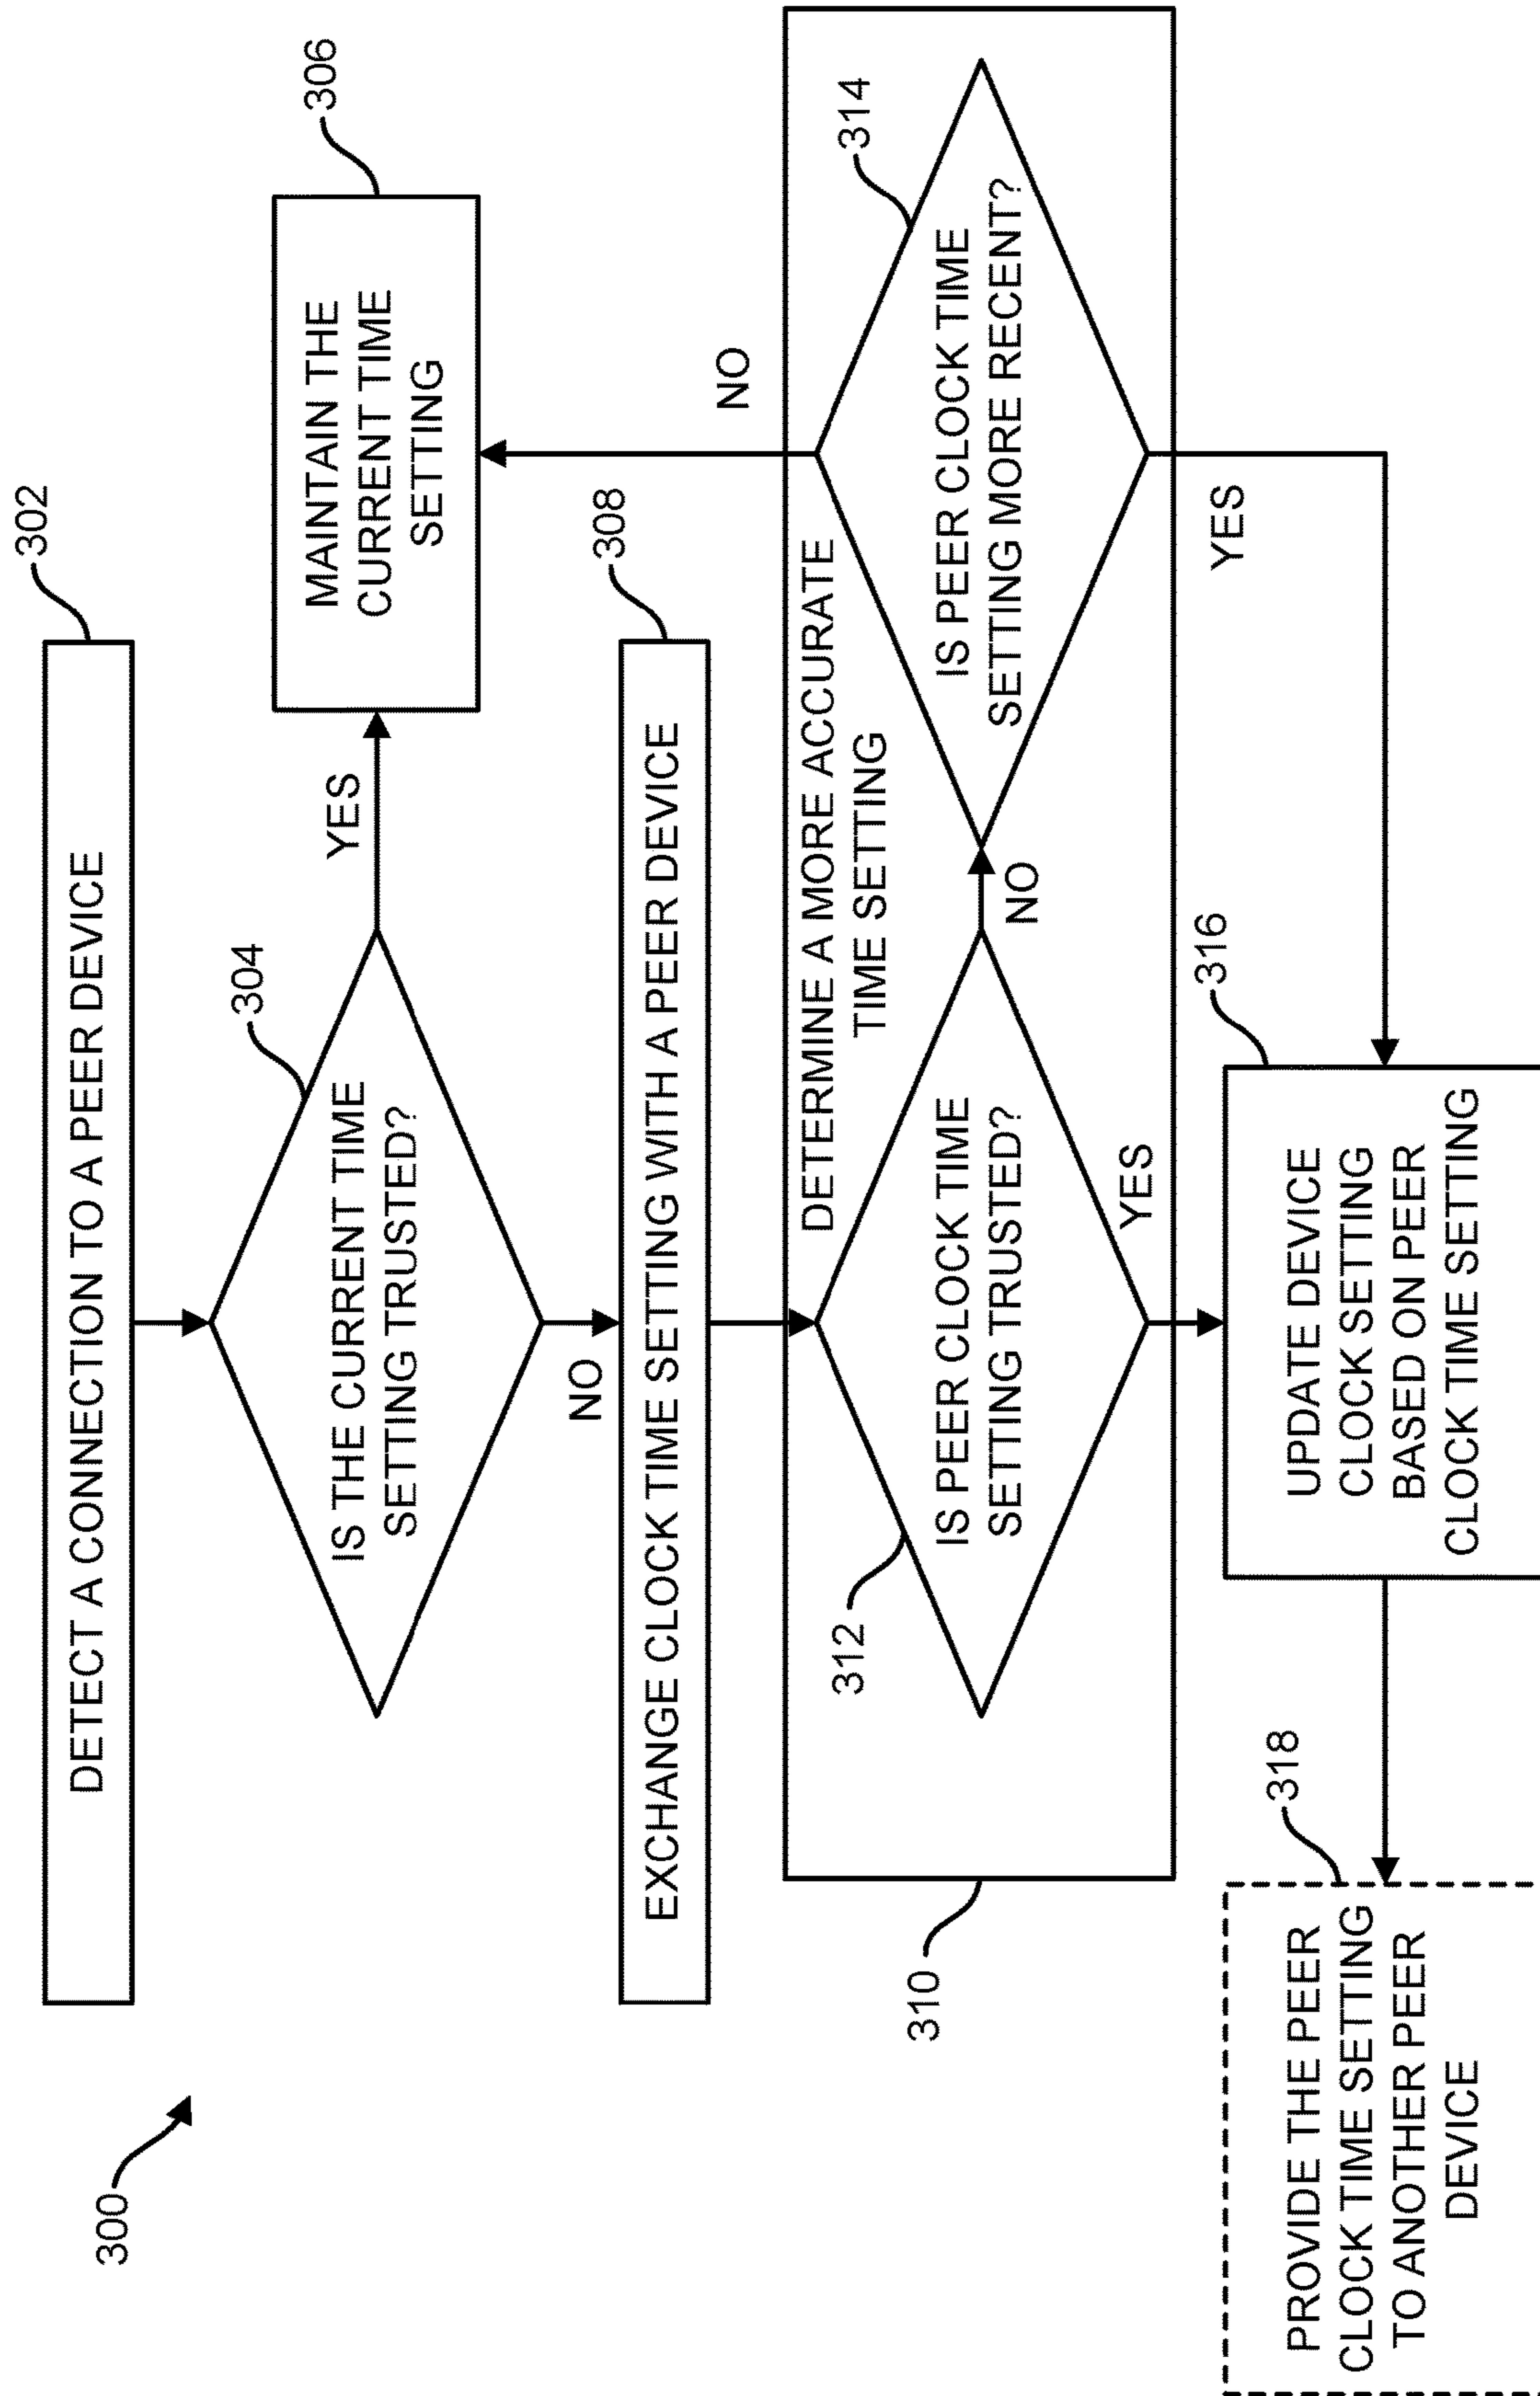 300
302
DETECT A CONNECTION TO A PEER DEVICE
304
IS THE CURRENT TIME
SETTING TRUSTED?
YES
306
MAINTAIN THE
CURRENT TIME
SETTING
NO
308
EXCHANGE CLOCK TIME SETTING WITH A PEER DEVICE
NO
310
DETERMINE A MORE ACCURATE
TIME SETTING
312
IS PEER CLOCK TIME
SETTING TRUSTED?
NO
314
IS PEER CLOCK TIME
SETTING MORE RECENT?
YES
YES
316
UPDATE DEVICE
CLOCK SETTING
BASED ON PEER
CLOCK TIME SETTING
318
PROVIDE THE PEER
CLOCK TIME SETTING
TO ANOTHER PEER
DEVICE